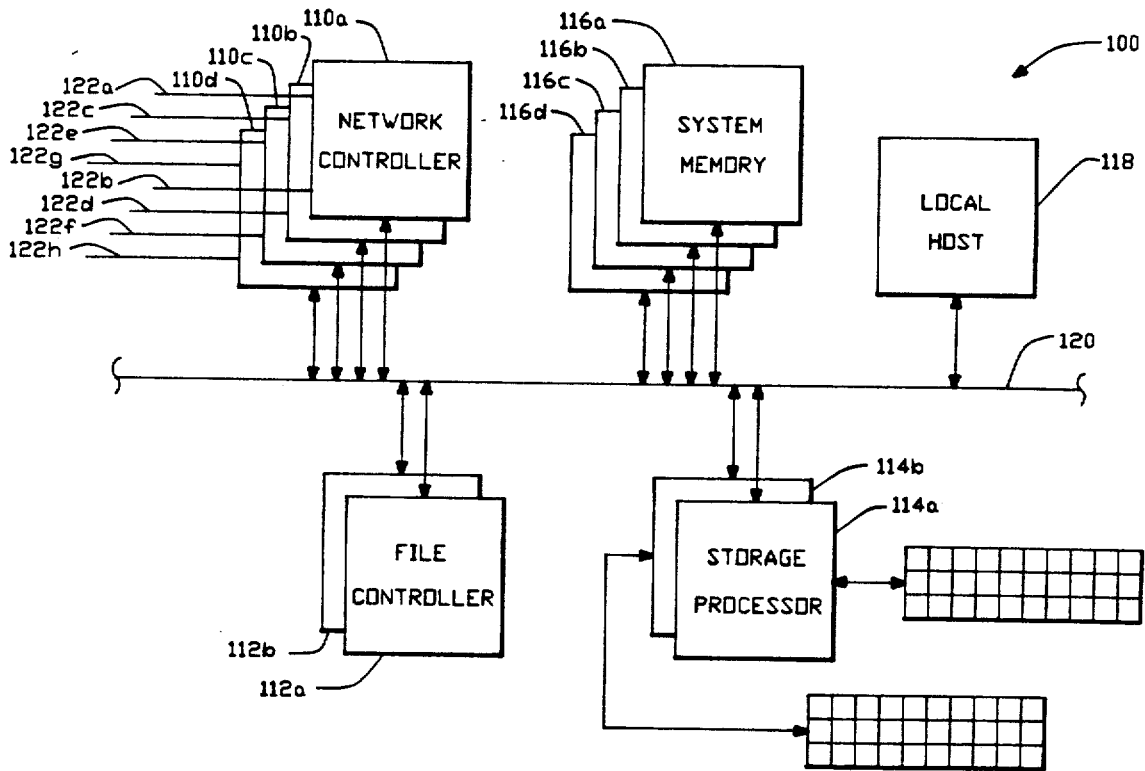 110a
110b
110c
110d
122a
122c
122e
122g
122b
122d
122f
122h
NETWORK
CONTROLLER
116a
116b
116c
116d
SYSTEM
MEMORY
100
118
LOCAL
HOST
120
FILE
CONTROLLER
112b
112a
114b
114a
STORAGE
PROCESSOR